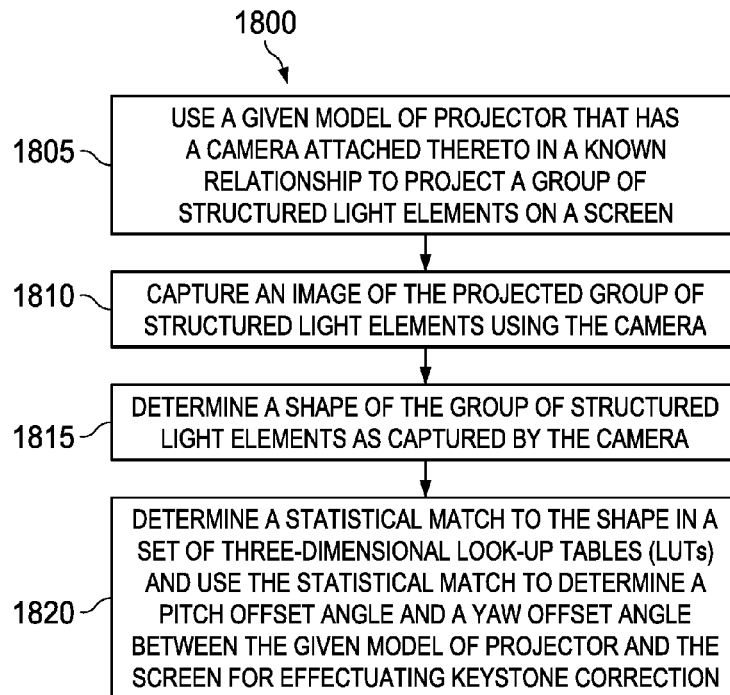 1800
1805
USE A GIVEN MODEL OF PROJECTOR THAT HAS
A CAMERA ATTACHED THERETO IN A KNOWN
RELATIONSHIP TO PROJECT A GROUP OF
STRUCTURED LIGHT ELEMENTS ON A SCREEN
1810
CAPTURE AN IMAGE OF THE PROJECTED GROUP OF
STRUCTURED LIGHT ELEMENTS USING THE CAMERA
1815
DETERMINE A SHAPE OF THE GROUP OF STRUCTURED
LIGHT ELEMENTS AS CAPTURED BY THE CAMERA
1820
DETERMINE A STATISTICAL MATCH TO THE SHAPE IN A
SET OF THREE-DIMENSIONAL LOOK-UP TABLES (LUTs)
AND USE THE STATISTICAL MATCH TO DETERMINE A
PITCH OFFSET ANGLE AND A YAW OFFSET ANGLE
BETWEEN THE GIVEN MODEL OF PROJECTOR AND THE
SCREEN FOR EFFECTUATING KEYSTONE CORRECTION